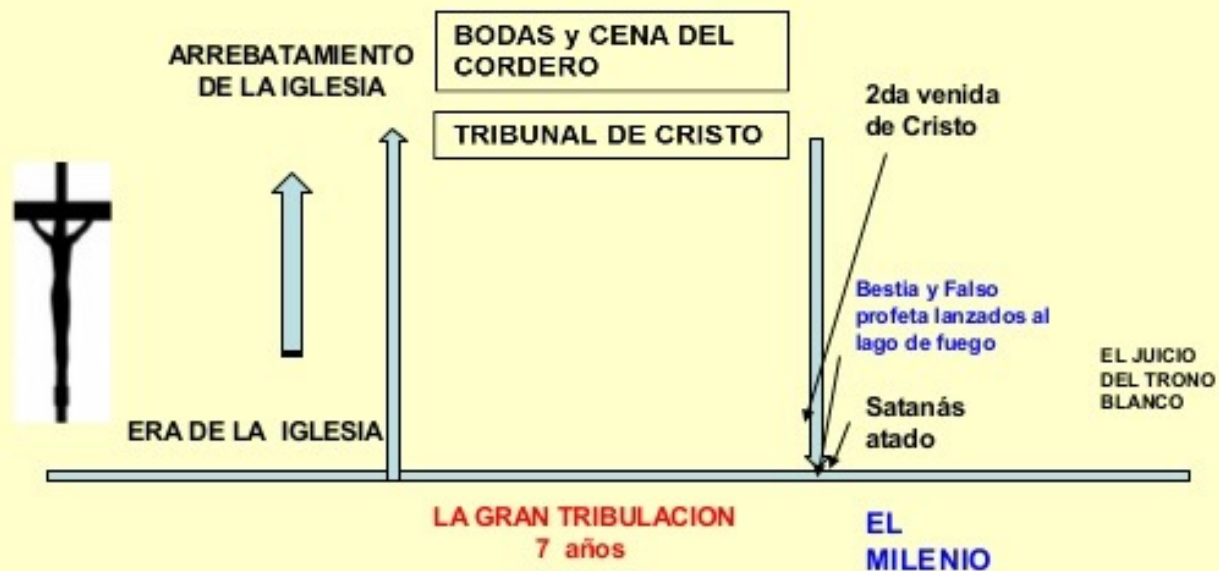 ARREBATAMIENTO
DE LA IGLESIA
BODAS y CENA DEL
CORDERO
TRIBUNAL DE CRISTO
2da venida
de Cristo
Bestia y Falso
profeta lanzados al
lago de fuego
EL JUICIO
DEL TRONO
BLANCO
Satanás
atado
ERA DE LA IGLESIA
LA GRAN TRIBULACION
7 años
EL
MILENIO